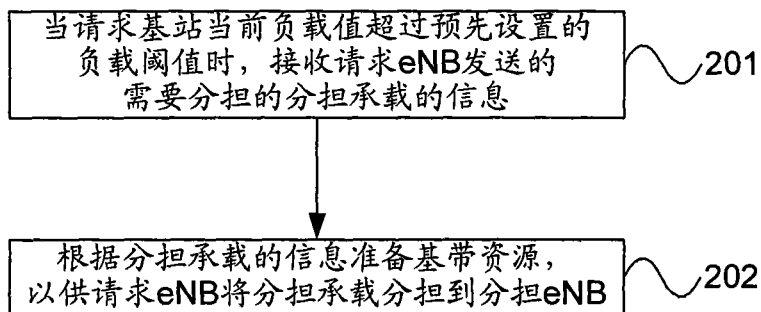 当请求基站当前负载值超过预先设置的
负载阈值时，接收请求eNB发送的
需要分担的分担承载的信息
201
根据分担承载的信息准备基带资源，
以供请求eNB将分担承载分担到分担eNB
202